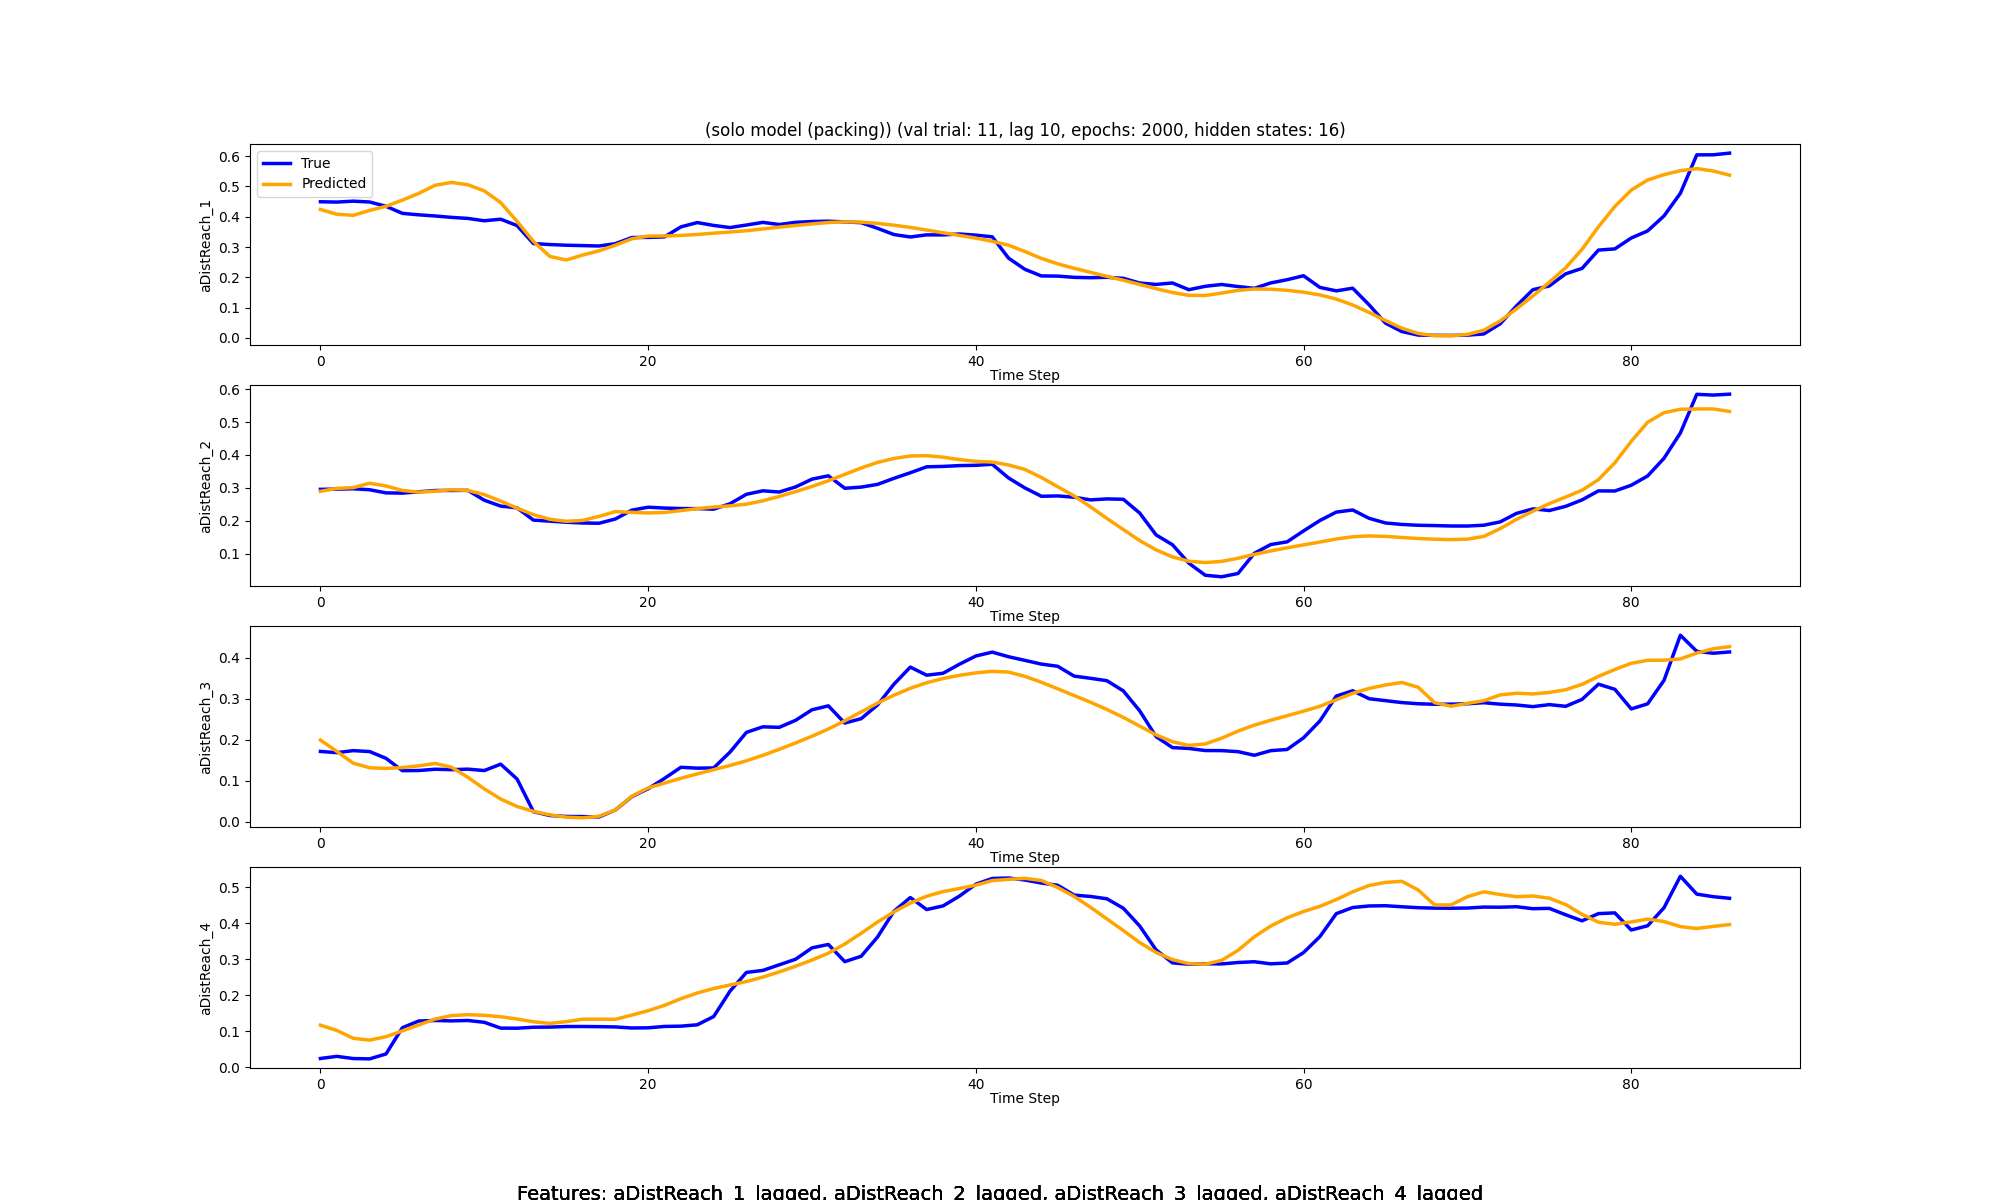 (solo model (packing)) (val trial: 11, lag 10, epochs: 2000, hidden states: 16)
True
Predicted
aDistReach_1
0.6
0.5
0.4
0.3
0.2
0.1
0.0
0 20 40 60 80
Time Step
aDistReach_2
0.6
0.5
0.4
0.3
0.2
0.1
0 20 40 60 80
Time Step
aDistReach_3
0.4
0.3
0.2
0.1
0.0
0 20 40 60 80
Time Step
aDistReach_4
0.5
0.4
0.3
0.2
0.1
0.0
0 20 40 60 80
Time Step
Features: aDistReach_1_lagged, aDistReach_2_lagged, aDistReach_3_lagged, aDistReach_4_lagged